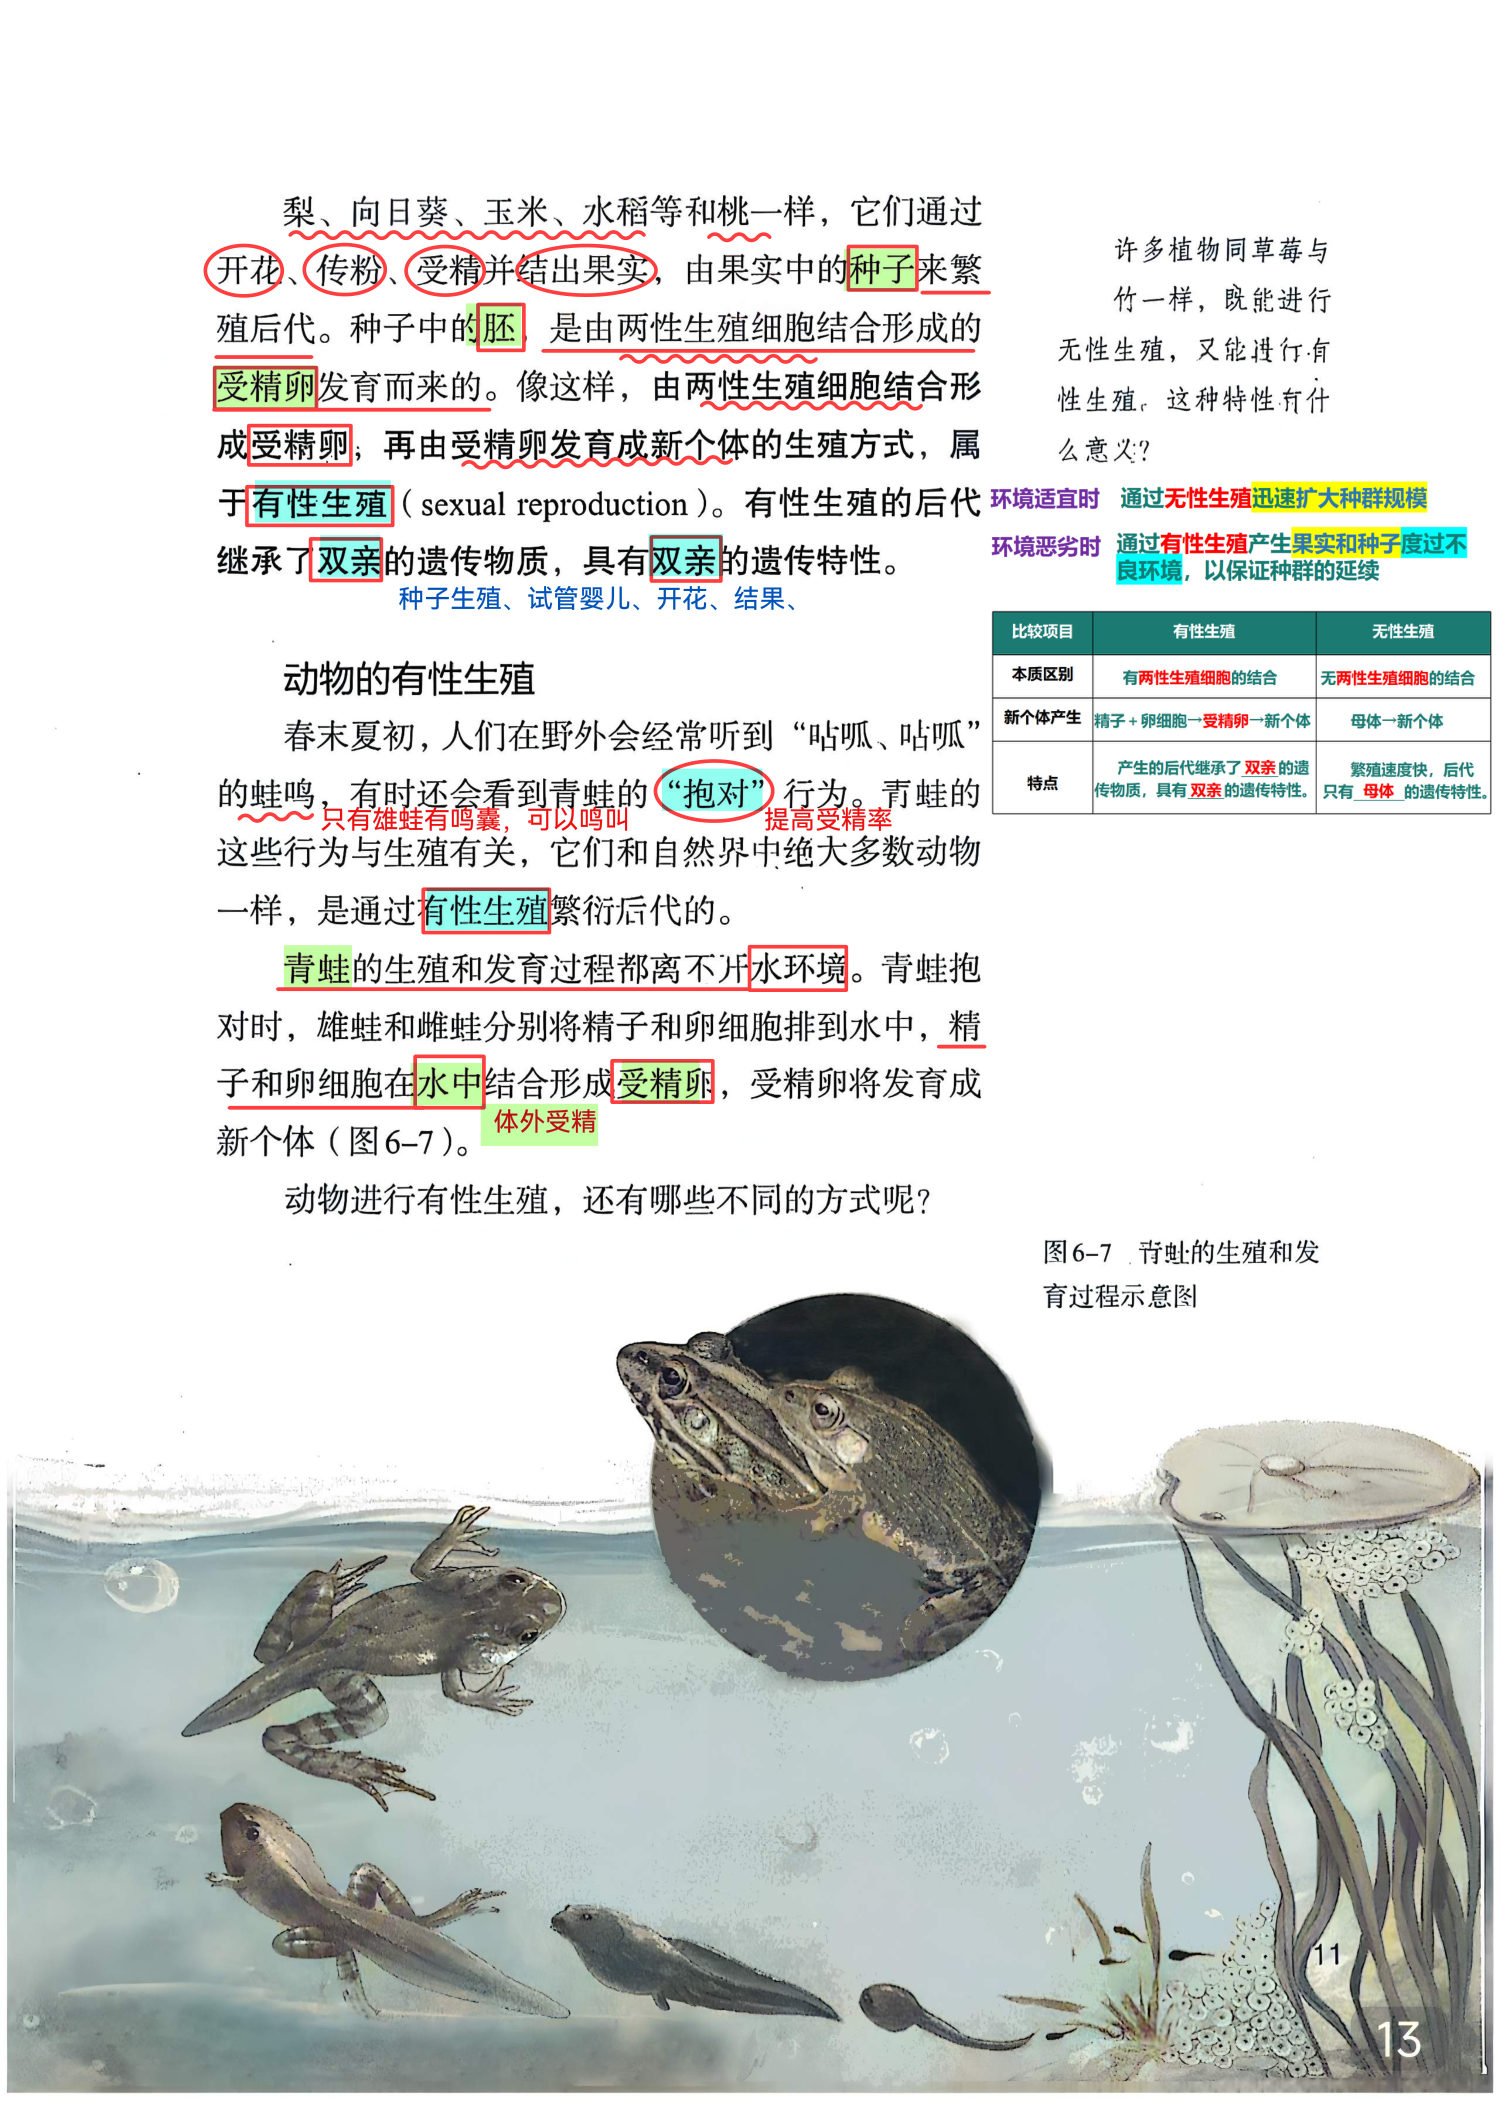 梨、向日葵、玉米、水稻等和桃一样，它们通过
开花、传粉、受精并结出果实，由果实中的种子来繁
殖后代。种子中的胚，是由两性生殖细胞结合形成的
受精卵发育而来的。像这样，由两性生殖细胞结合形
成受精卵，再由受精卵发育成新个体的生殖方式，属
于有性生殖（sexual reproduction）。有性生殖的后代
继承了双亲的遗传物质，具有双亲的遗传特性。
种子生殖、试管婴儿、开花、结果、
许多植物同草莓与
竹一样，既能进行
无性生殖，又能进行有
性生殖。这种特性有什
么意义？
环境适宜时 通过无性生殖迅速扩大种群规模
环境恶劣时 通过有性生殖产生果实和种子度过不
良环境，以保证种群的延续
比较项目 有性生殖 无性生殖
本质区别 有两性生殖细胞的结合 无两性生殖细胞的结合
新个体产生 精子+卵细胞→受精卵→新个体 母体→新个体
特点 产生的后代继承了双亲的遗 繁殖速度快，后代
传物质，具有双亲的遗传特性。 只有母体的遗传特性。
动物的有性生殖
春末夏初，人们在野外会经常听到“咕呱、咕呱”
的蛙鸣，有时还会看到青蛙的“抱对”行为。青蛙的
只有雄蛙有鸣囊，可以鸣叫 提高受精率
这些行为与生殖有关，它们和自然界中绝大多数动物
一样，是通过有性生殖繁衍后代的。
青蛙的生殖和发育过程都离不开水环境。青蛙抱
对时，雄蛙和雌蛙分别将精子和卵细胞排到水中，精
子和卵细胞在水中结合形成受精卵，受精卵将发育成
体外受精
新个体（图6-7）。
动物进行有性生殖，还有哪些不同的方式呢？
图6-7 青蛙的生殖和发
育过程示意图
11
13